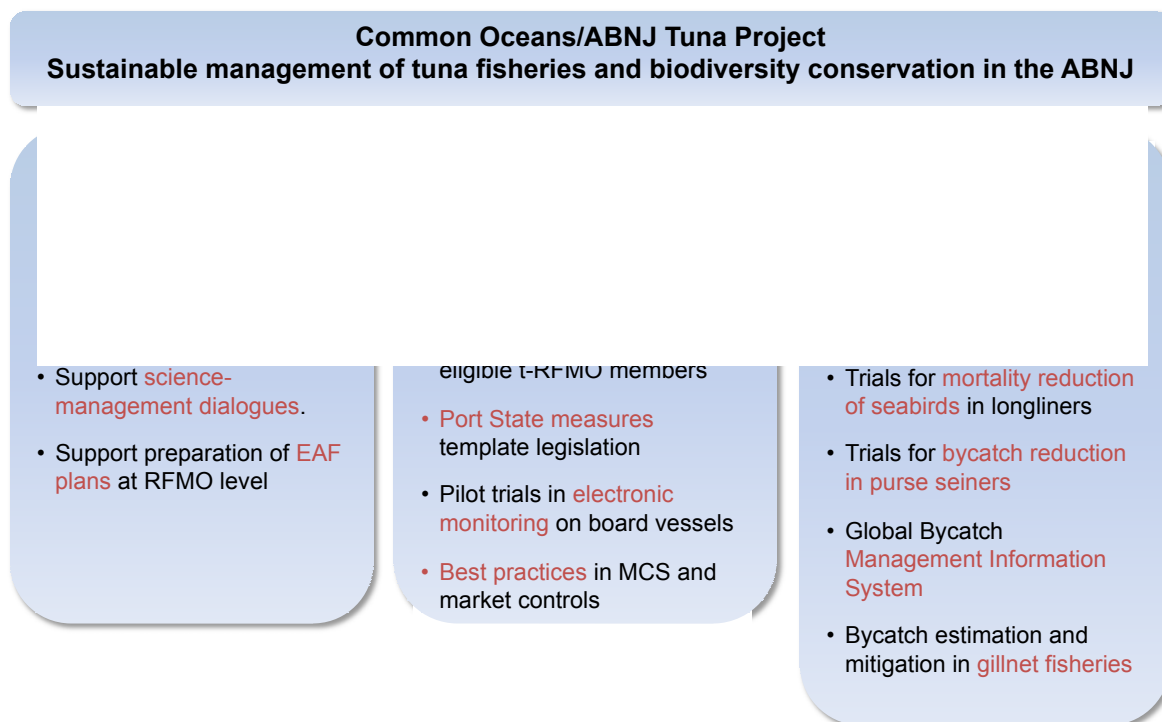 Common Oceans/ABNJ Tuna Project
Sustainable management of tuna fisheries and biodiversity conservation in the ABNJ
• Support science-
management dialogues.
• Support preparation of EAF
plans at RFMO level
eligible t-RFMO members
• Port State measures
template legislation
• Pilot trials in electronic
monitoring on board vessels
• Best practices in MCS and
market controls
• Trials for mortality reduction
of seabirds in longliners
• Trials for bycatch reduction
in purse seiners
• Global Bycatch
Management Information
System
• Bycatch estimation and
mitigation in gillnet fisheries